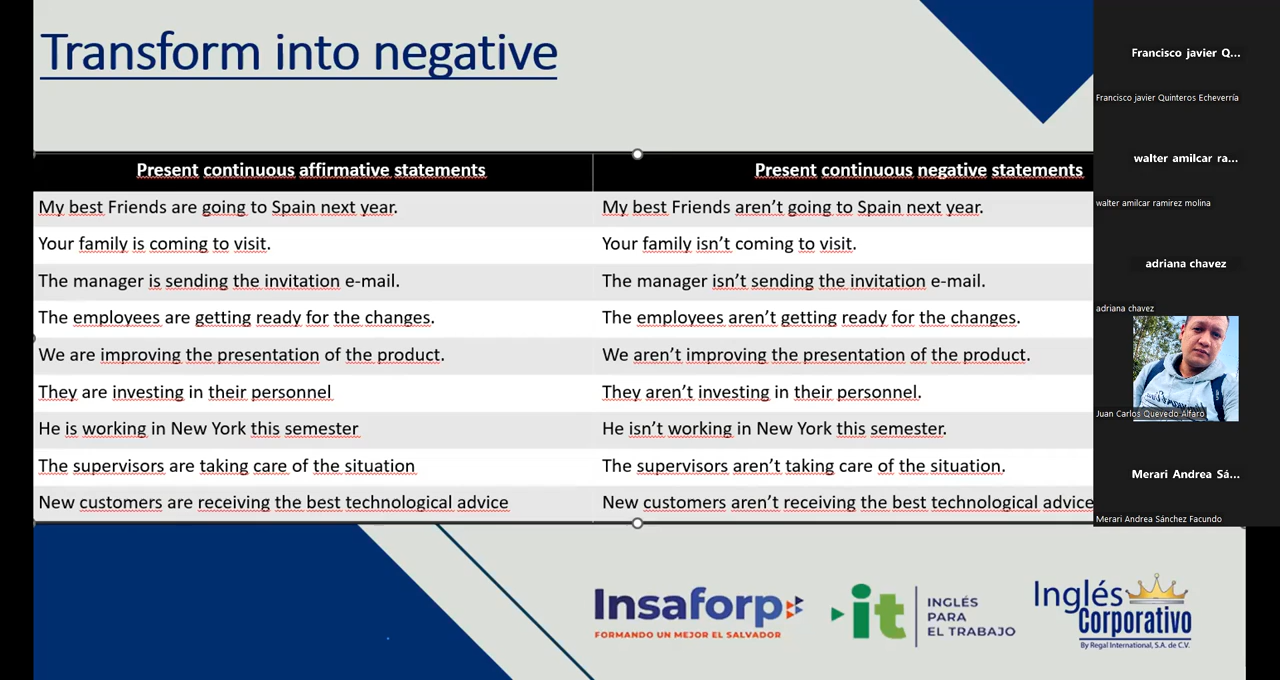 Transform into negative
Present continuous affirmative statements
Present continuous negative statements
My best Friends are going to Spain next year.
My best Friends aren't going to Spain next year.
Your family is coming to visit.
Your family isn't coming to visit.
The manager is sending the invitation e-mail.
The manager isn't sending the invitation e-mail.
The employees are getting ready for the changes.
The employees aren't getting ready for the changes.
We are improving the presentation of the product.
We aren't improving the presentation of the product.
They are investing in their personnel
They aren't investing in their personnel.
He is working in New York this semester
He isn't working in New York this semester.
The supervisors are taking care of the situation
The supervisors aren't taking care of the situation.
New customers are receiving the best technological advice
New customers aren't receiving the best technological advice
Francisco javier Q...
Francisco javier Quinteros Echeverría
walter amilcar ra...
walter amilcar ramirez molina
adriana chavez
adriana chavez
Juan Carlos Quevedo Alfaro
Merari Andrea Sá...
Merari Andrea Sánchez Facundo
Insaforp
FORMANDO UN MEJOR EL SALVADOR
it
INGLÉS
PARA
EL TRABAJO
Inglés
Corporativo
By Regal International, S.A. de C.V.